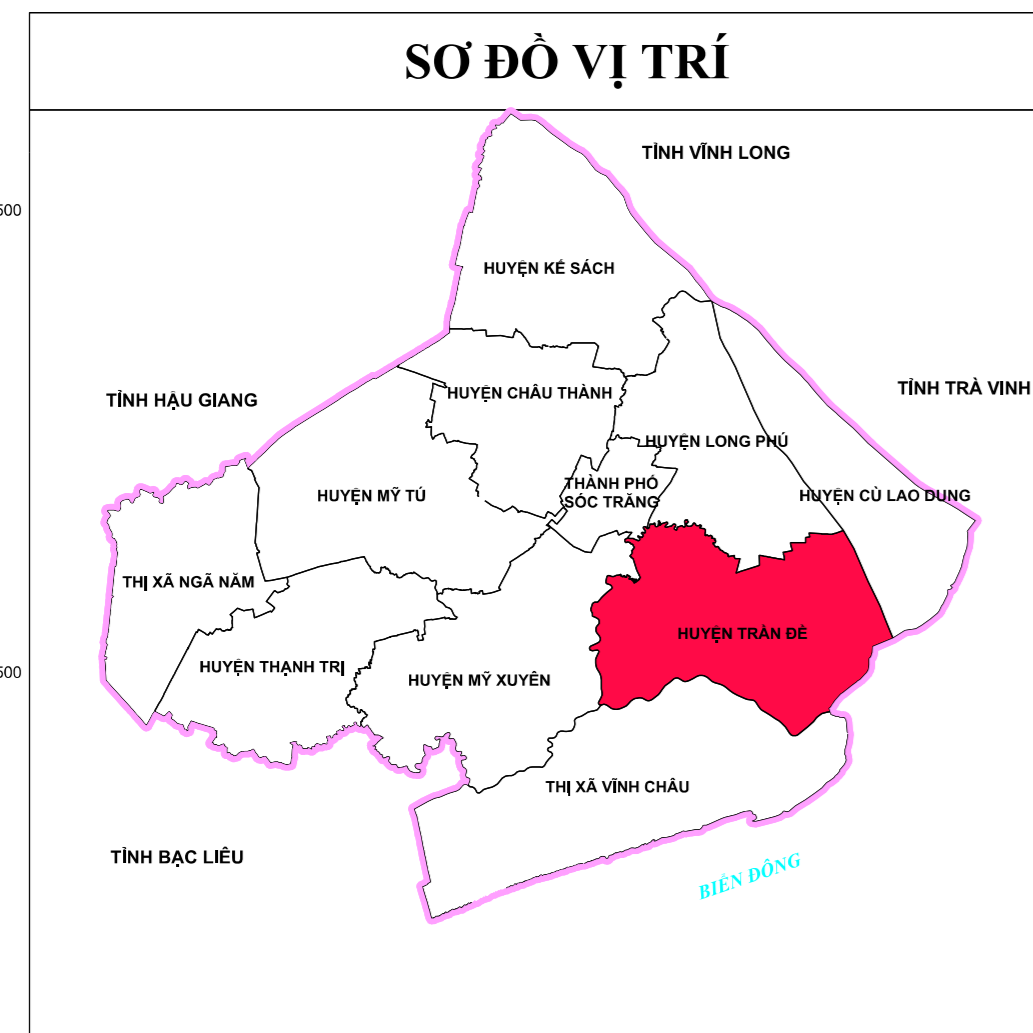 SƠ ĐỒ VỊ TRÍ
TỈNH VĨNH LONG
500
HUYỆN KẾ SÁCH
TỈNH HẬU GIANG
HUYỆN CHÂU THÀNH
TỈNH TRÀ VINH
HUYỆN LONG PHÚ
THÀNH PHỐ
SÓC TRĂNG
HUYỆN MỸ TÚ
HUYỆN CÙ LAO DUNG
THỊ XÃ NGÃ NĂM
HUYỆN TRẦN ĐỀ
HUYỆN THẠNH TRỊ
HUYỆN MỸ XUYÊN
500
THỊ XÃ VĨNH CHÂU
TỈNH BẠC LIÊU
BIỂN ĐÔNG